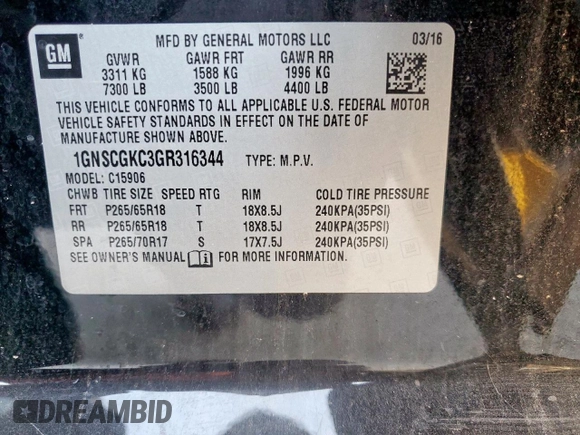 GM
MFD BY GENERAL MOTORS LLC 03/16
GVWR GAWR FRT GAWR RR
3311 KG 1588 KG 1996 KG
7300 LB 3500 LB 4400 LB
THIS VEHICLE CONFORMS TO ALL APPLICABLE U.S. FEDERAL MOTOR
VEHICLE SAFETY STANDARDS IN EFFECT ON THE DATE OF
MANUFACTURE SHOWN ABOVE.
1GNSCGKC3GR316344 TYPE: M.P.V.
MODEL: C15906
CHWB TIRE SIZE SPEED RTG RIM COLD TIRE PRESSURE
FRT P265/65R18 T 18X8.5J 240KPA(35PSI)
RR P265/65R18 T 18X8.5J 240KPA(35PSI)
SPA P265/70R17 S 17X7.5J 240KPA(35PSI)
SEE OWNER'S MANUAL FOR MORE INFORMATION.
DREAMBID